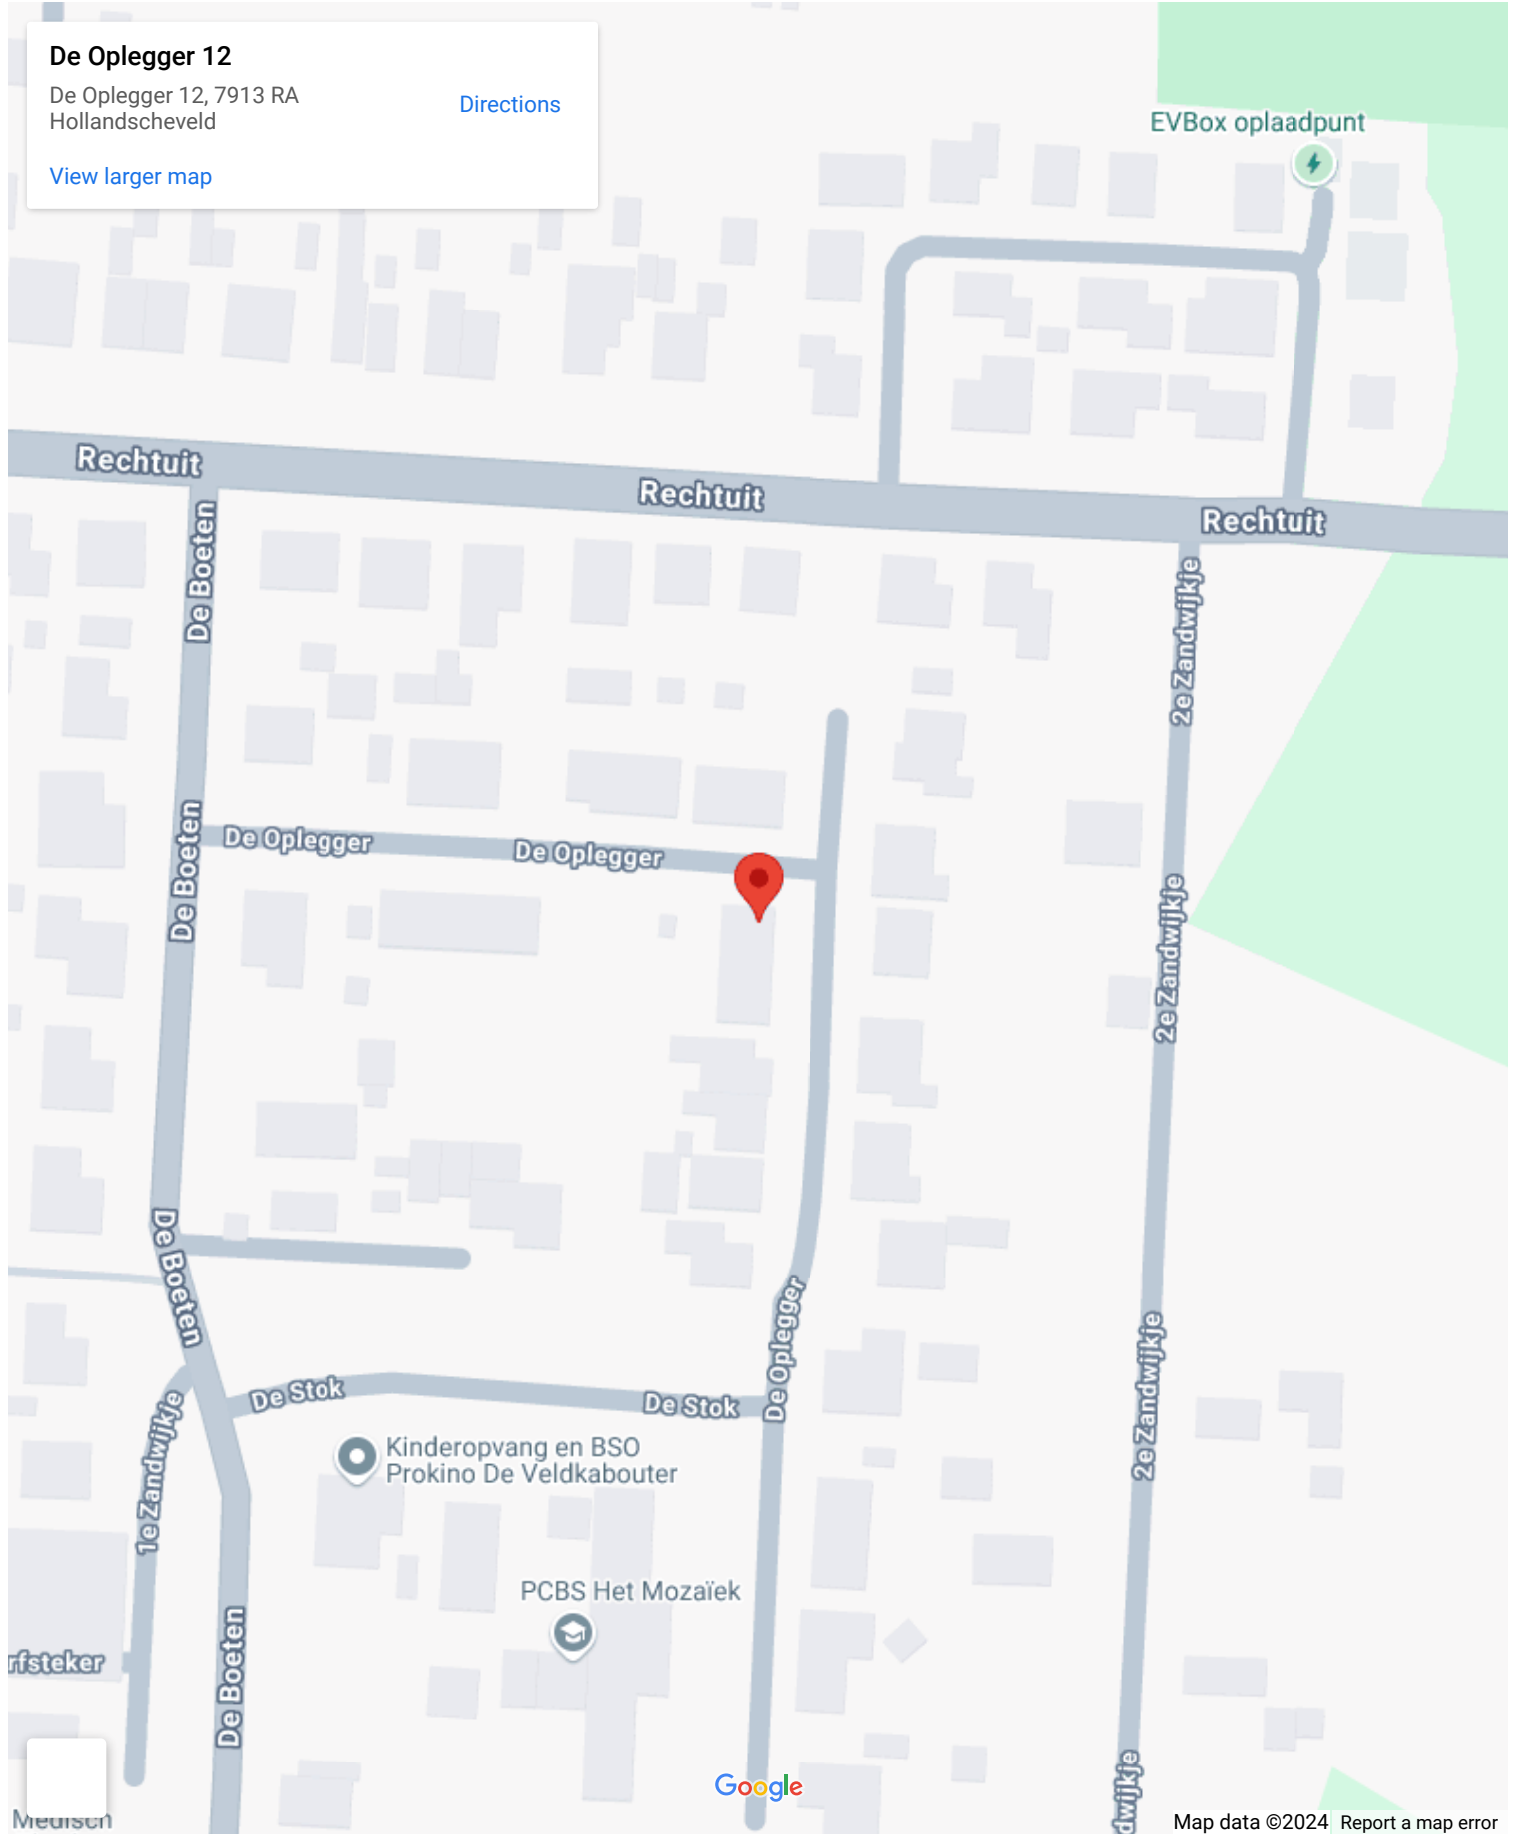 De Oplegger 12
De Oplegger 12, 7913 RA
Hollandscheveld
Directions
View larger map
EVBox oplaadpunt
Rechtuit
Rechtuit
Rechtuit
De Boeten
2e Zandwijkje
De Boeten
De Oplegger
De Oplegger
2e Zandwijkje
De Boeten
De Oplegger
2e Zandwijkje
De Stok
De Stok
1e Zandwijkje
Kinderopvang en BSO
Prokino De Veldkabouter
PCBS Het Mozaïek
rfsteker
De Boeten
dwijkje
Google
Medisch
Map data ©2024
Report a map error